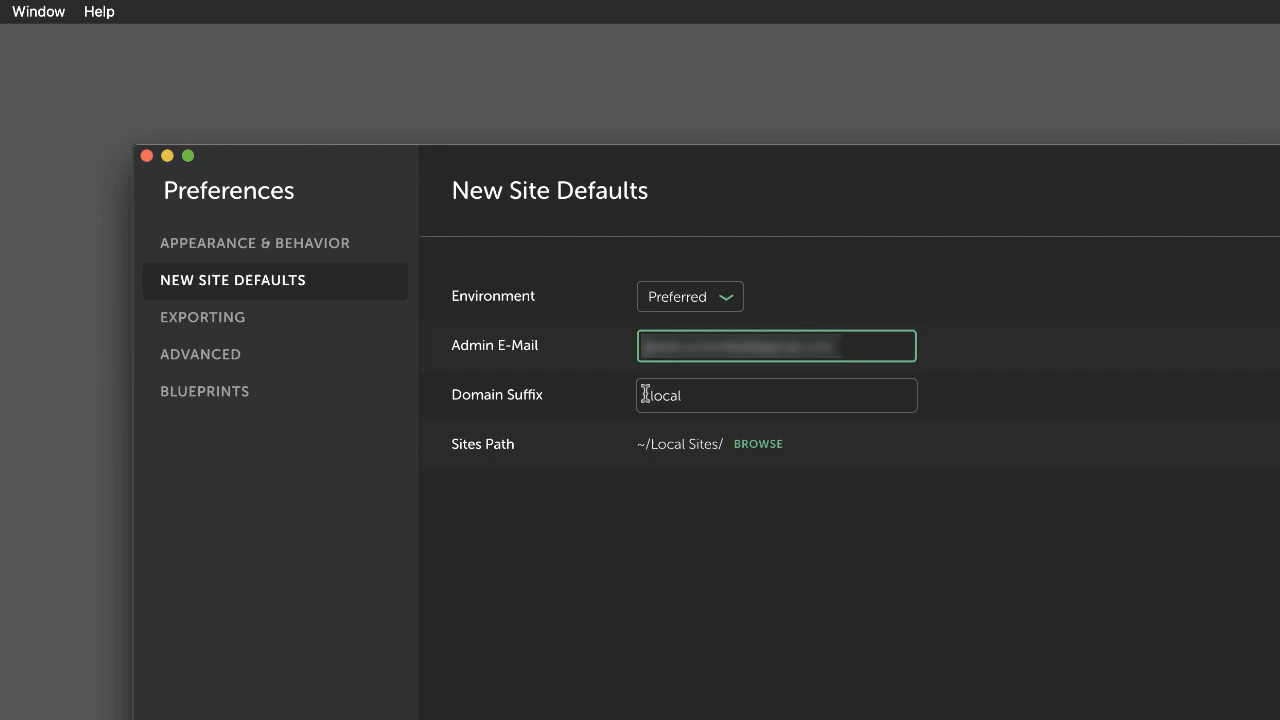 Window Help
Preferences
New Site Defaults
APPEARANCE & BEHAVIOR
NEW SITE DEFAULTS
EXPORTING
ADVANCED
BLUEPRINTS
Environment Preferred
Admin E-Mail
Domain Suffix local
Sites Path ~/Local Sites/ BROWSE